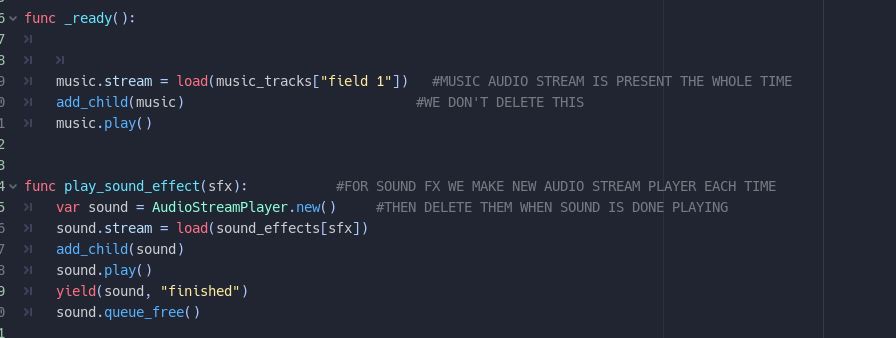 6 func _ready():
7
8
9 music.stream = load(music_tracks["field 1"]) #MUSIC AUDIO STREAM IS PRESENT THE WHOLE TIME
0 add_child(music) #WE DON'T DELETE THIS
1 music.play()
2
3
4 func play_sound_effect(sfx): #FOR SOUND FX WE MAKE NEW AUDIO STREAM PLAYER EACH TIME
5 var sound = AudioStreamPlayer.new() #THEN DELETE THEM WHEN SOUND IS DONE PLAYING
6 sound.stream = load(sound_effects[sfx])
7 add_child(sound)
8 sound.play()
9 yield(sound, "finished")
0 sound.queue_free()
1